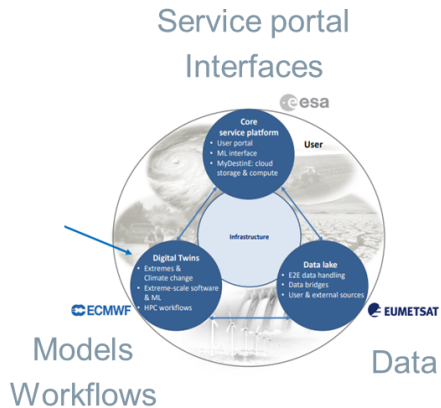 Service portal
Interfaces
esa
Core
service platform
• User portal
• ML interface
• MyDestinE: cloud
storage & compute
User
Infrastructure
Digital Twins
• Extremes &
Climate change
• Extreme-scale software
& ML
• HPC workflows
Data lake
• E2E data handling
• Data bridges
• User & external sources
ECMWF
EUMETSAT
Models
Workflows
Data